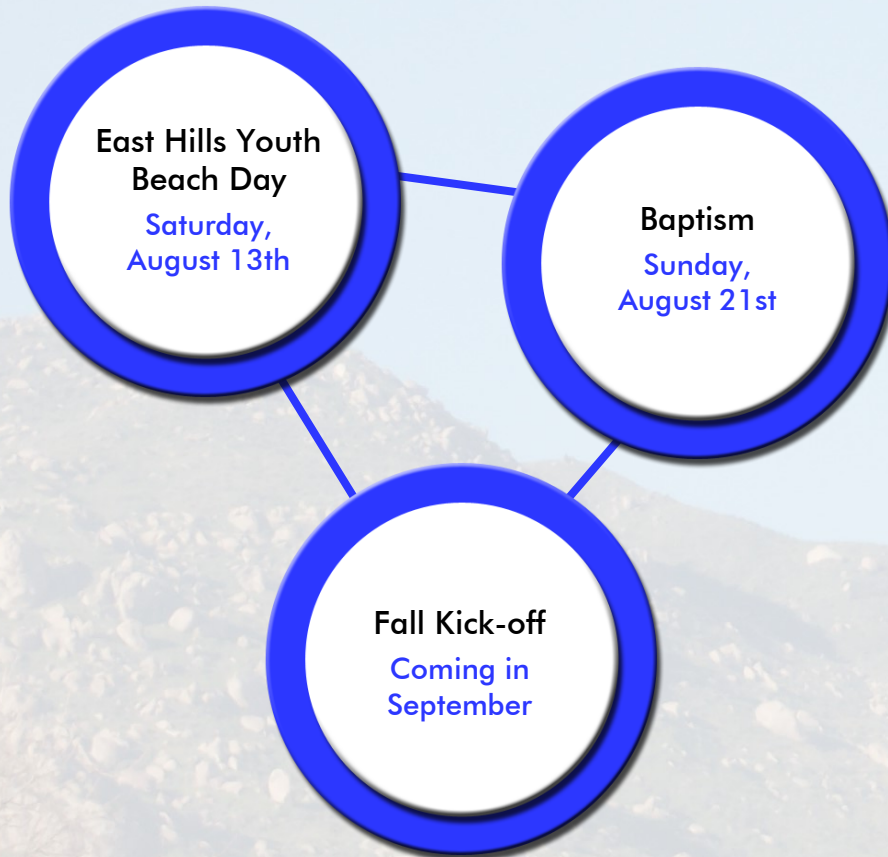 East Hills Youth
Beach Day
Saturday,
August 13th
Baptism
Sunday,
August 21st
Fall Kick-off
Coming in
September